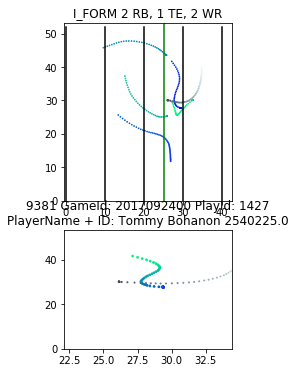 I_FORM 2 RB, 1 TE, 2 WR
50
40
30
20
10
0
0 10 20 30 40
9381 GameId: 2017092400 PlayId: 1427
PlayerName + ID: Tommy Bohanon 2540225.0
40
20
0
22.5 25.0 27.5 30.0 32.5